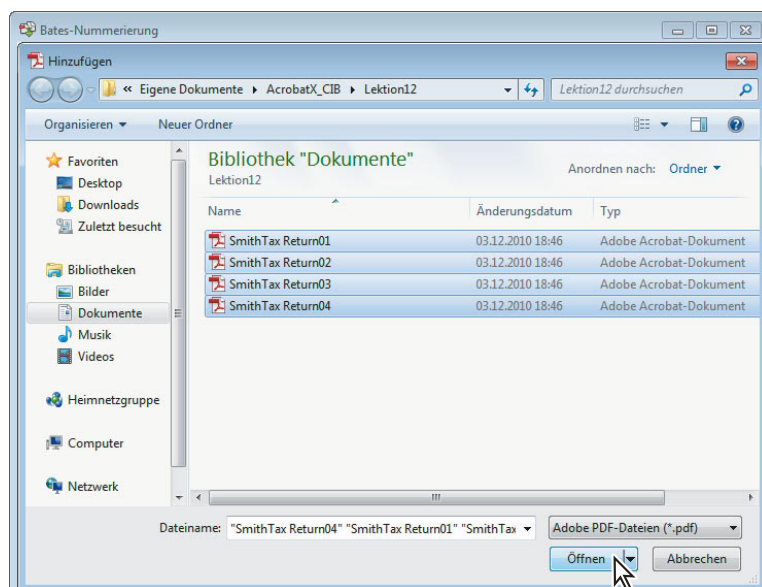 Bates-Nummerierung
Hinzufügen
« Eigene Dokumente ▸ AcrobatX_CIB ▸ Lektion12
Lektion12 durchsuchen
Organisieren Neuer Ordner
Favoriten
Desktop
Downloads
Zuletzt besucht
Bibliotheken
Bilder
Dokumente
Musik
Videos
Heimnetzgruppe
Computer
Netzwerk
Bibliothek "Dokumente"
Lektion12
Anordnen nach: Ordner
Name Änderungsdatum Typ
SmithTax Return01 03.12.2010 18:46 Adobe Acrobat-Dokument
SmithTax Return02 03.12.2010 18:46 Adobe Acrobat-Dokument
SmithTax Return03 03.12.2010 18:46 Adobe Acrobat-Dokument
SmithTax Return04 03.12.2010 18:46 Adobe Acrobat-Dokument
Dateiname: "SmithTax Return04" "SmithTax Return01" "SmithTax
Adobe PDF-Dateien (*.pdf)
Öffnen Abbrechen